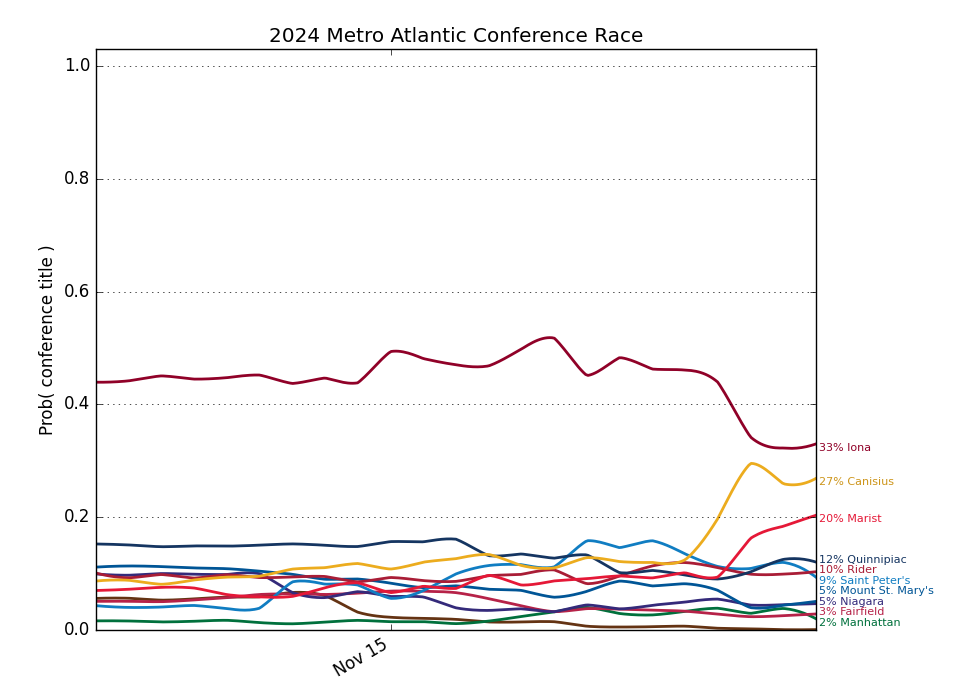 2024 Metro Atlantic Conference Race
1.0
0.8
0.6
0.4
0.2
0.0
Prob( conference title )
Nov 15
33% Iona
27% Canisius
20% Marist
12% Quinnipiac
10% Rider
9% Saint Peter's
5% Mount St. Mary's
5% Niagara
3% Fairfield
2% Manhattan